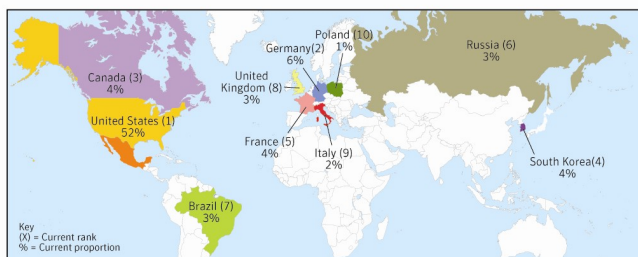 Canada (3)
4%
United States (1)
52%
Brazil (7)
3%
Germany(2)
6%
Poland (10)
1%
United
Kingdom (8)
3%
France (5)
4%
Italy (9)
2%
Russia (6)
3%
South Korea(4)
4%
Key
(X) = Current rank
% = Current proportion